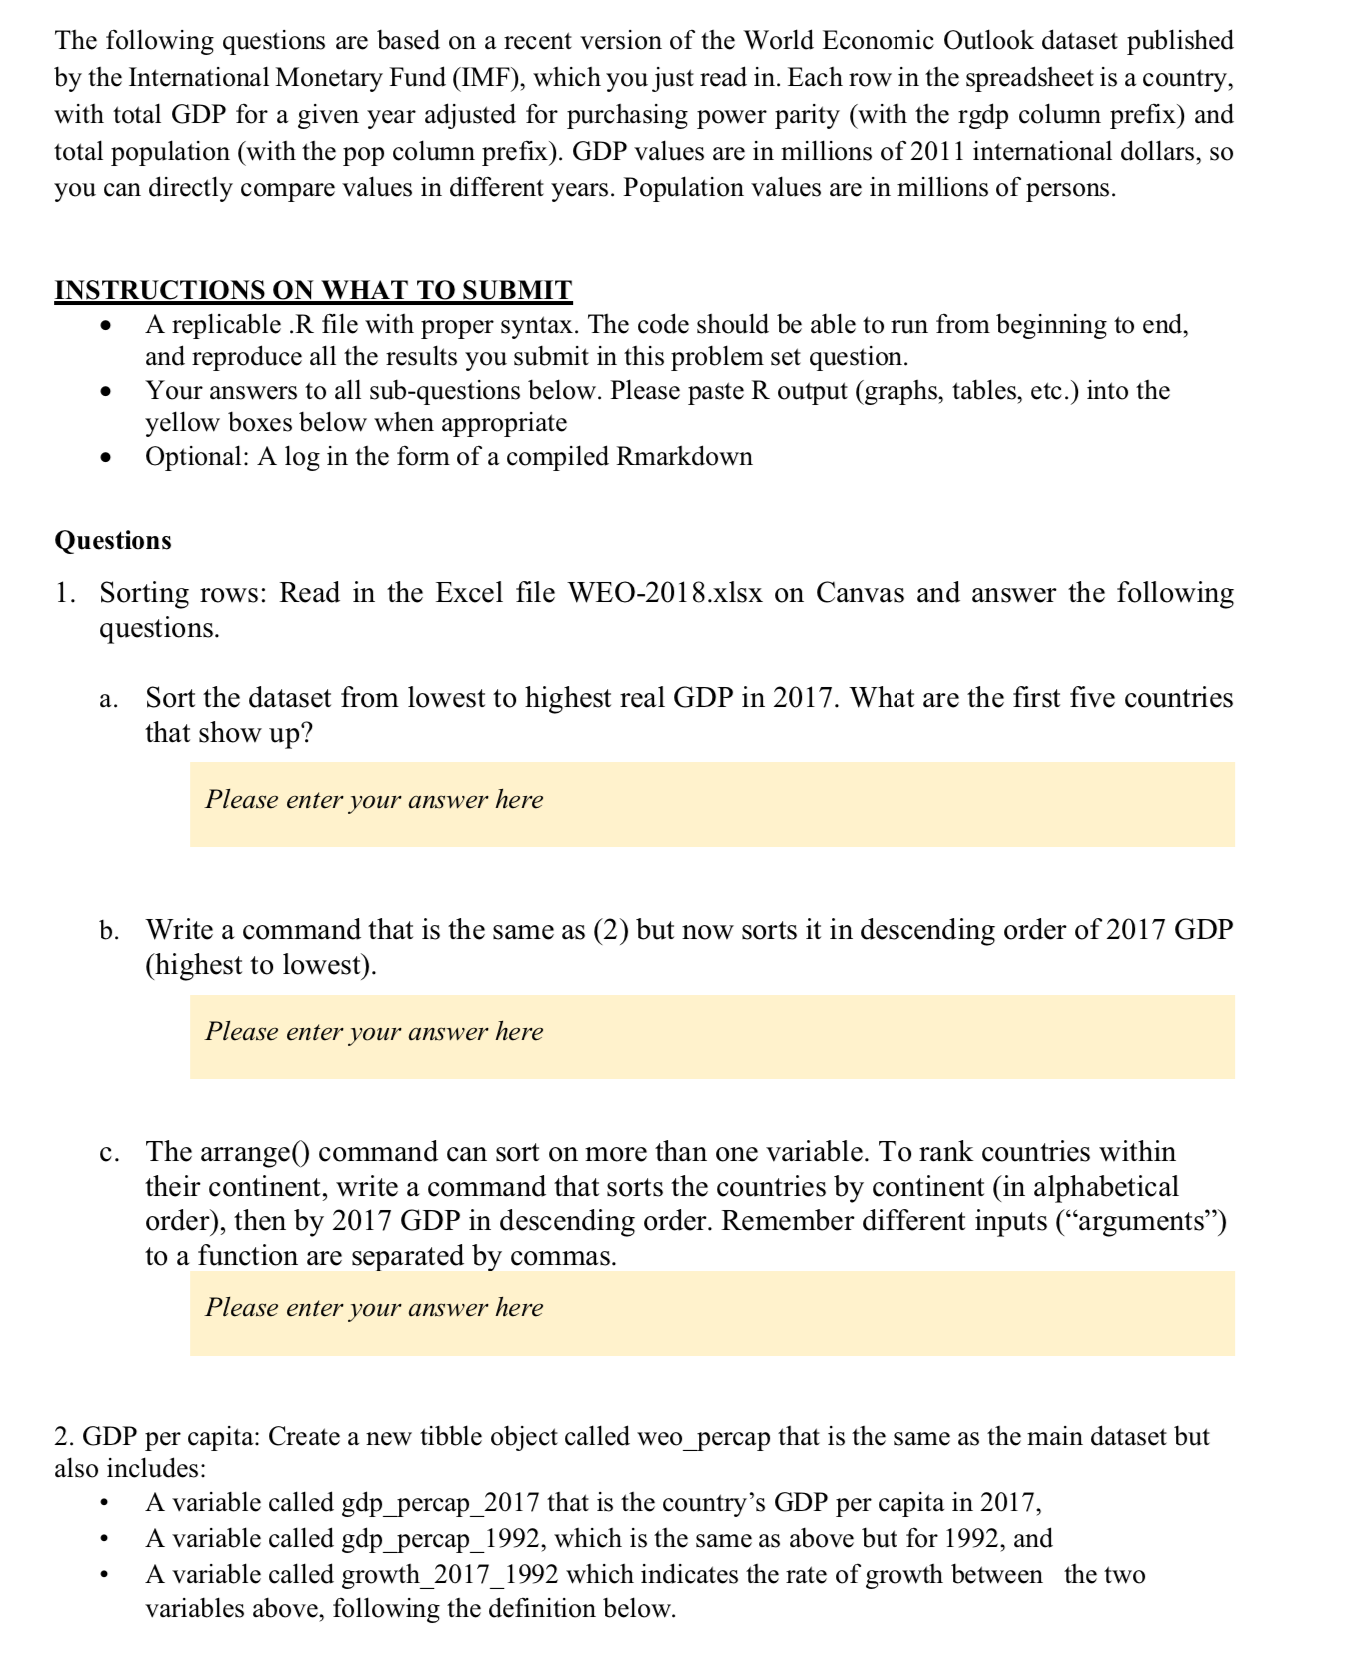 The following questions are based on a recent version of the World Economic Outlook dataset published
by the International Monetary Fund (IMF), which you just read in. Each row in the spreadsheet is a country,
with total GDP for a given year adjusted for purchasing power parity (with the rgdp column prefix) and
total population (with the pop column prefix). GDP values are in millions of 2011 international dollars, so
you can directly compare values in different years. Population values are in millions of persons.
INSTRUCTIONS ON WHAT TO SUBMIT
• A replicable .R file with proper syntax. The code should be able to run from beginning to end,
and reproduce all the results you submit in this problem set question.
• Your answers to all sub-questions below. Please paste R output (graphs, tables, etc.) into the
yellow boxes below when appropriate
• Optional: A log in the form of a compiled Rmarkdown
Questions
1. Sorting rows: Read in the Excel file WEO-2018.xlsx on Canvas and answer the following
questions.
a. Sort the dataset from lowest to highest real GDP in 2017. What are the first five countries
that show up?
Please enter your answer here
b. Write a command that is the same as (2) but now sorts it in descending order of 2017 GDP
(highest to lowest).
Please enter your answer here
c. The arrange() command can sort on more than one variable. To rank countries within
their continent, write a command that sorts the countries by continent (in alphabetical
order), then by 2017 GDP in descending order. Remember different inputs (“arguments”)
to a function are separated by commas.
Please enter your answer here
2. GDP per capita: Create a new tibble object called weo_percap that is the same as the main dataset but
also includes:
• A variable called gdp_percap_2017 that is the country’s GDP per capita in 2017,
• A variable called gdp_percap_1992, which is the same as above but for 1992, and
• A variable called growth_2017_1992 which indicates the rate of growth between the two
variables above, following the definition below.